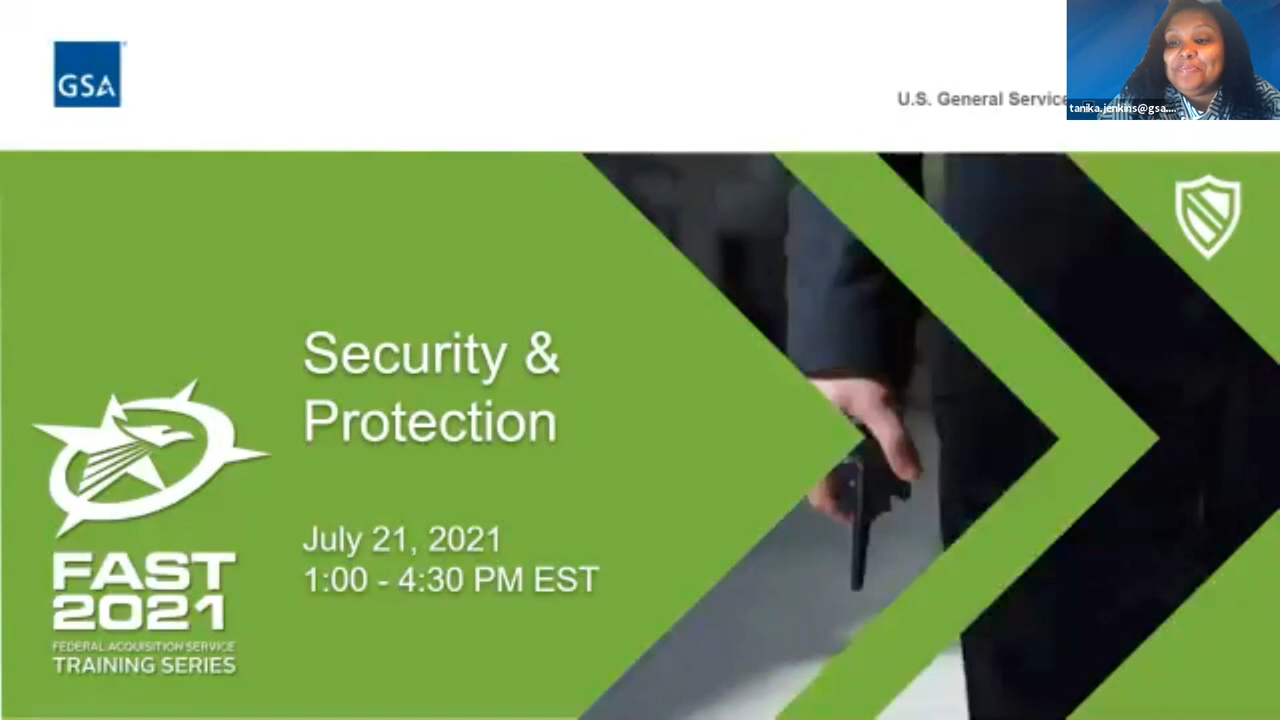 GSA
U.S. General Service
tanika.jenkins@gsa....
Security &
Protection
July 21, 2021
1:00 - 4:30 PM EST
FAST
2021
FEDERAL ACQUISITION SERVICE
TRAINING SERIES